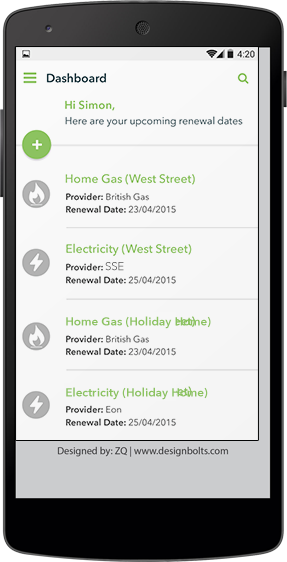 4:20
Dashboard
Hi Simon,
Here are your upcoming renewal dates
Home Gas (West Street)
Provider: British Gas
Renewal Date: 23/04/2015
Electricity (West Street)
Provider: SSE
Renewal Date: 25/04/2015
Home Gas (Holiday Home)
Provider: British Gas
Renewal Date: 23/04/2015
Electricity (Holiday Home)
Provider: Eon
Renewal Date: 25/04/2015
Designed by: ZQ | www.designbolts.com